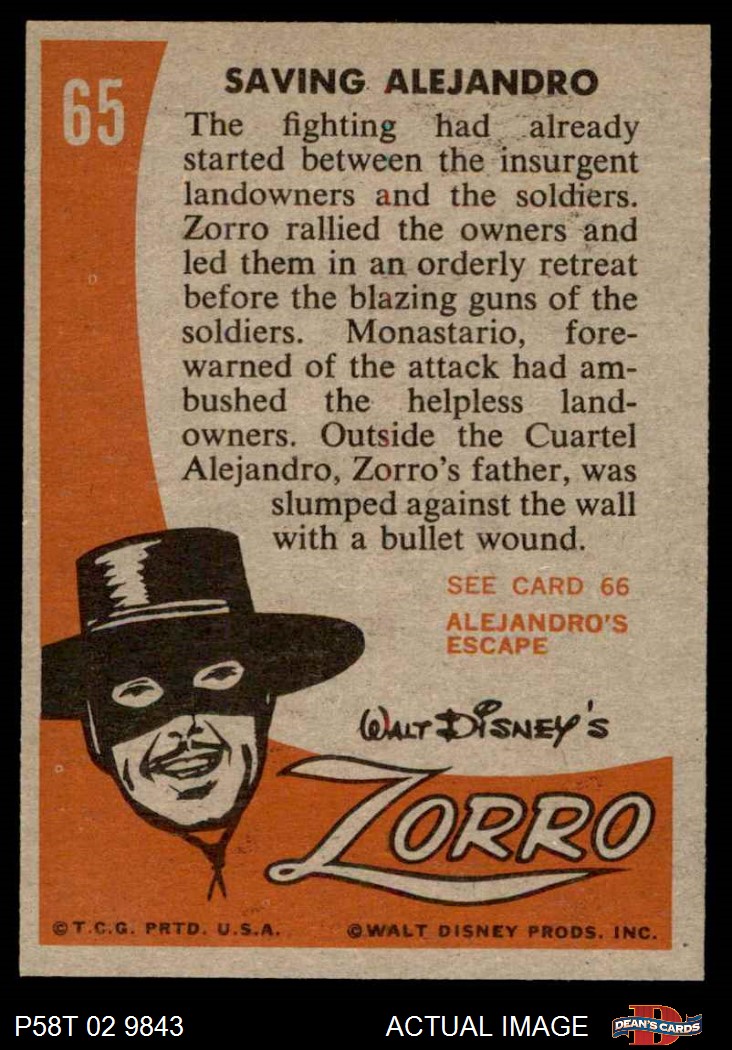 65
SAVING ALEJANDRO
The fighting had already
started between the insurgent
landowners and the soldiers.
Zorro rallied the owners and
led them in an orderly retreat
before the blazing guns of the
soldiers. Monastario, fore-
warned of the attack had am-
bushed the helpless land-
owners. Outside the Cuartel
Alejandro, Zorro's father, was
slumped against the wall
with a bullet wound.
SEE CARD 66
ALEJANDRO'S
ESCAPE
WALT DISNEY'S
ZORRO
©T.C.G. PRTD. U.S.A. ©WALT DISNEY PRODS. INC.
P58T 02 9843 ACTUAL IMAGE D DEAN'S CARDS